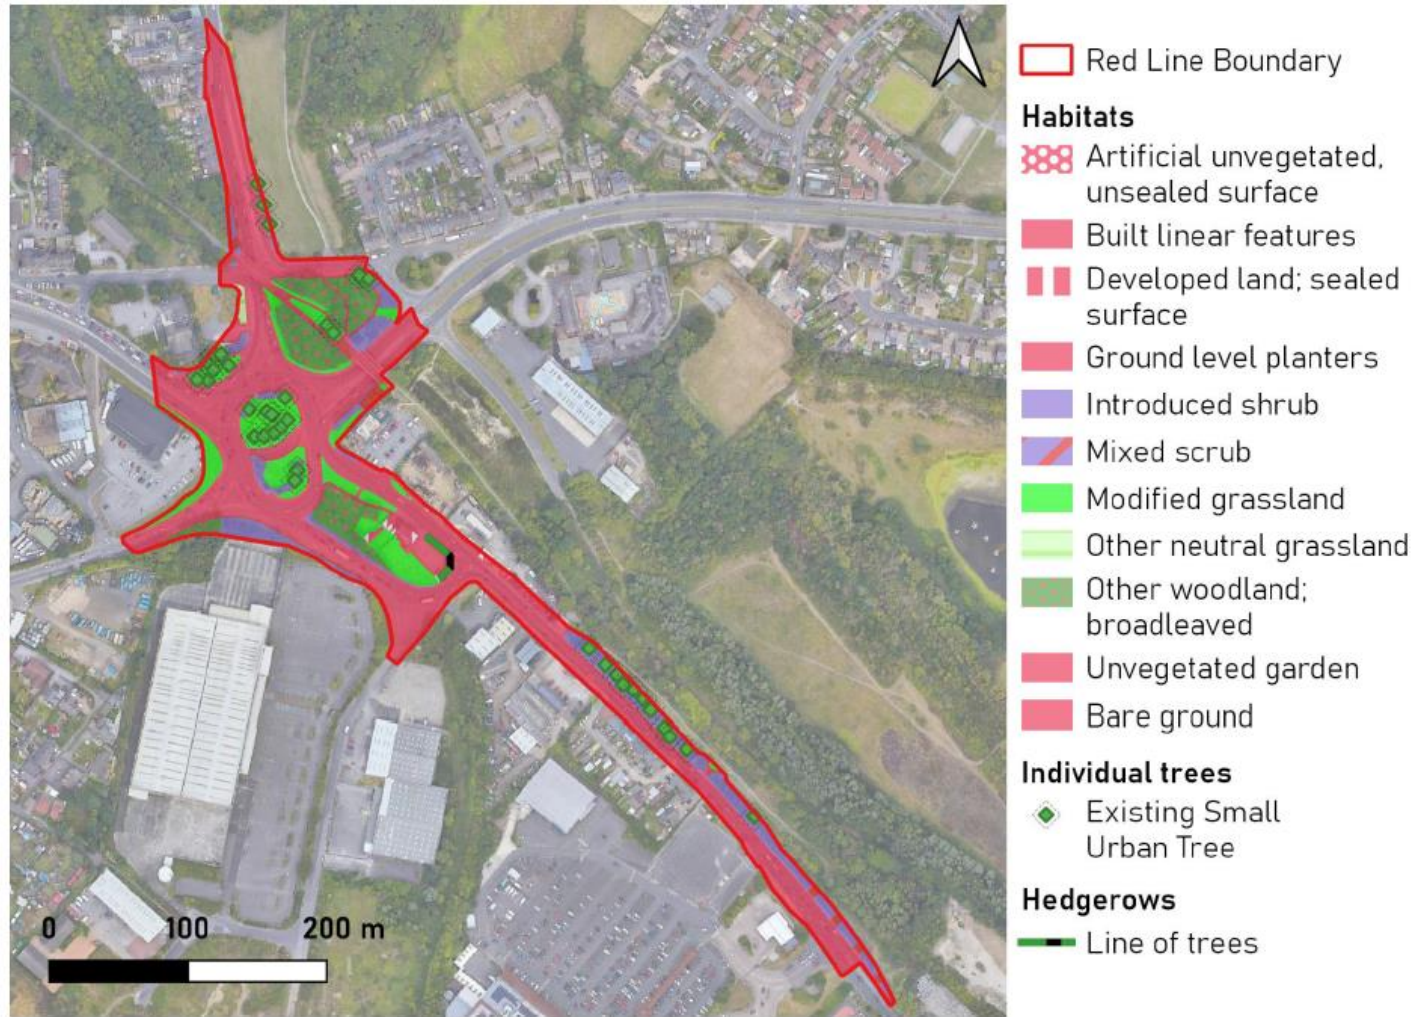 Red Line Boundary
Habitats
Artificial unvegetated,
unsealed surface
Built linear features
Developed land; sealed
surface
Ground level planters
Introduced shrub
Mixed scrub
Modified grassland
Other neutral grassland
Other woodland;
broadleaved
Unvegetated garden
Bare ground
Individual trees
Existing Small
Urban Tree
Hedgerows
Line of trees
0 100 200 m